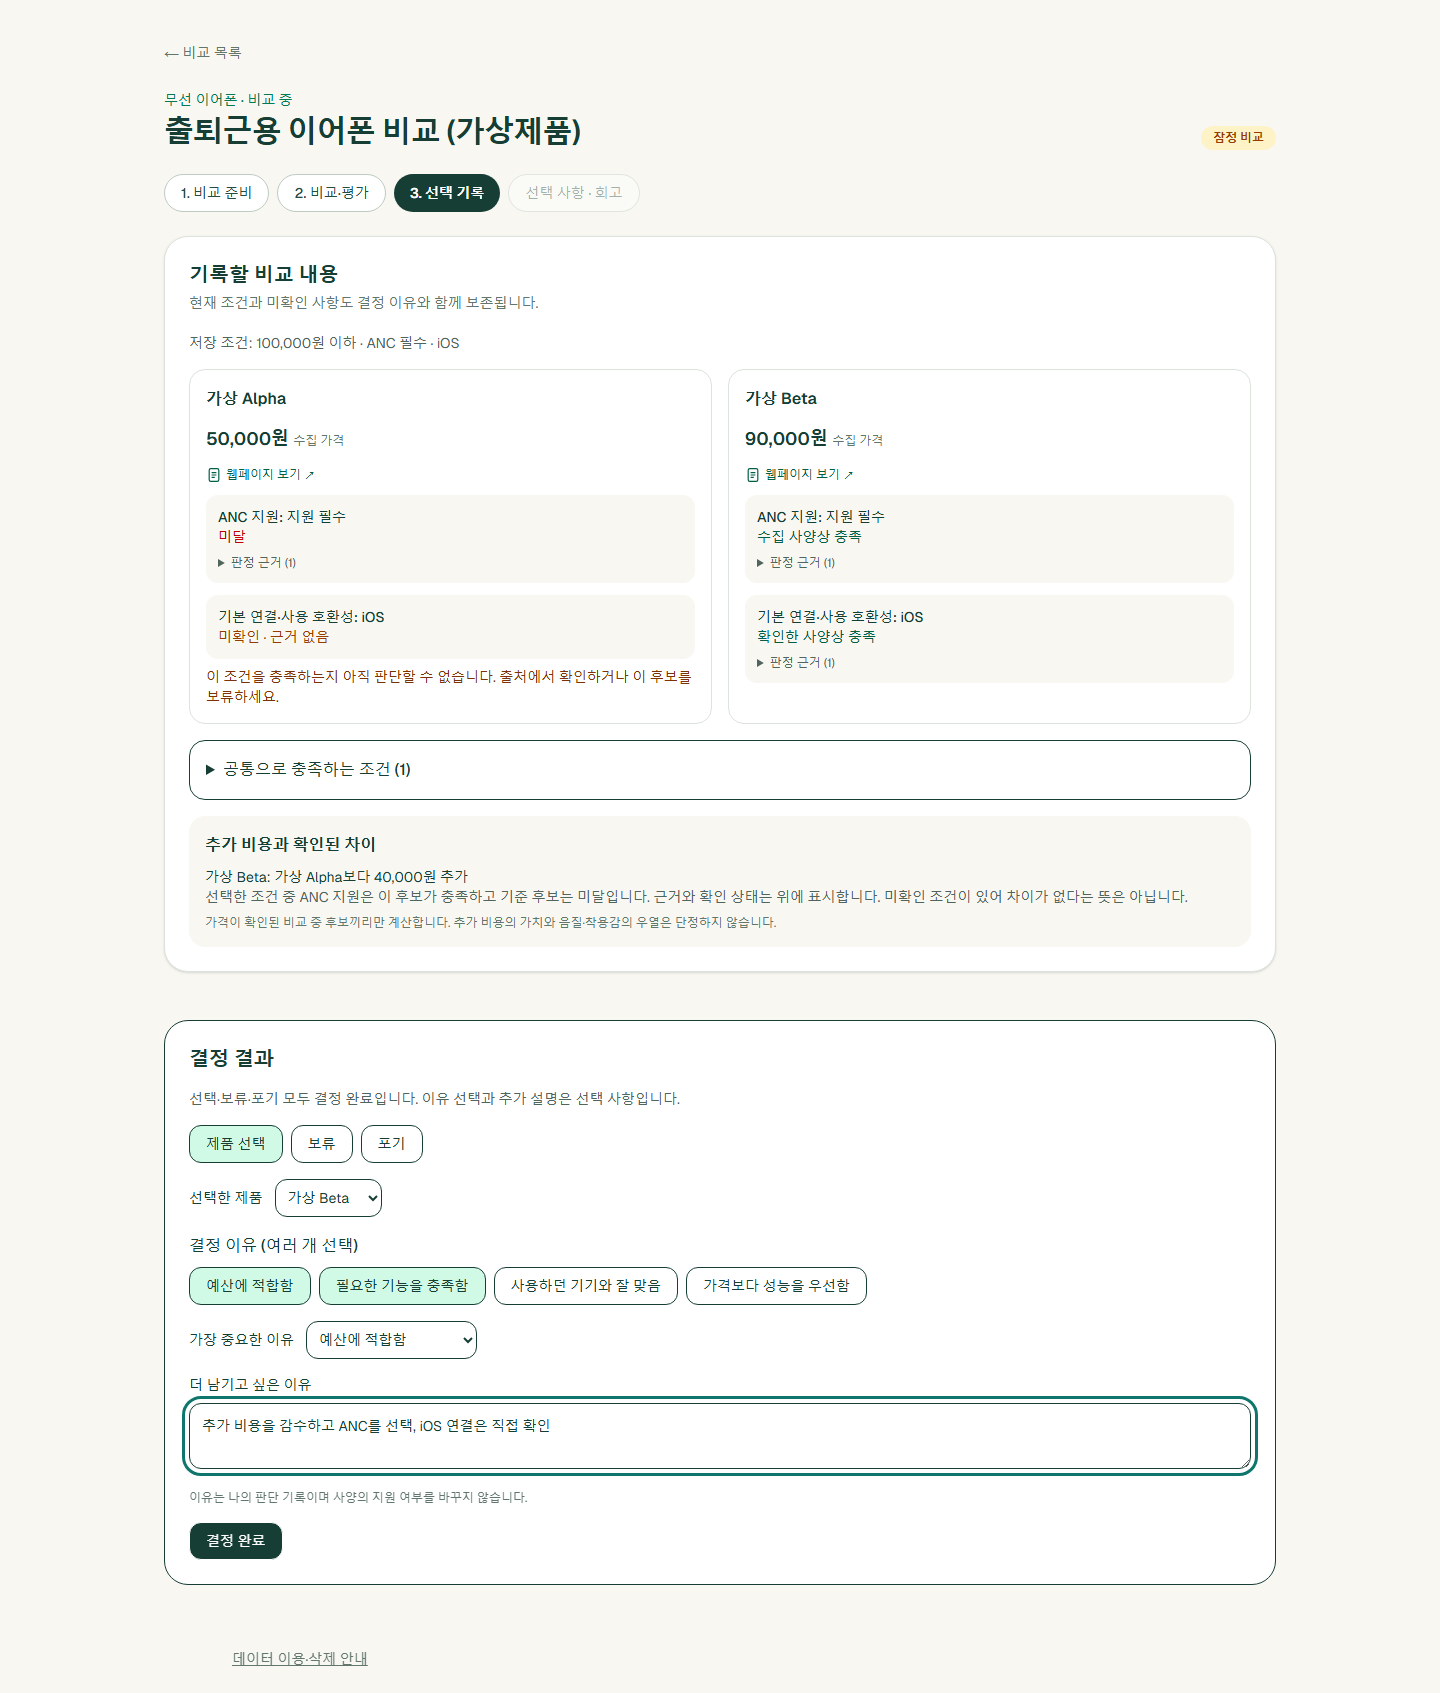 ← 비교 목록
무선 이어폰 · 비교 중
출퇴근용 이어폰 비교 (가상제품)
잠정 비교
1. 비교 준비
2. 비교·평가
3. 선택 기록
선택 사항 · 회고
기록할 비교 내용
현재 조건과 미확인 사항도 결정 이유와 함께 보존됩니다.
저장 조건: 100,000원 이하 · ANC 필수 · iOS
가상 Alpha
50,000원 수집 가격
웹페이지 보기 ↗
ANC 지원: 지원 필수
미달
▶ 판정 근거 (1)
기본 연결·사용 호환성: iOS
미확인 · 근거 없음
이 조건을 충족하는지 아직 판단할 수 없습니다. 출처에서 확인하거나 이 후보를
보류하세요.
가상 Beta
90,000원 수집 가격
웹페이지 보기 ↗
ANC 지원: 지원 필수
수집 사양상 충족
▶ 판정 근거 (1)
기본 연결·사용 호환성: iOS
확인한 사양상 충족
▶ 판정 근거 (1)
▶ 공통으로 충족하는 조건 (1)
추가 비용과 확인된 차이
가상 Beta: 가상 Alpha보다 40,000원 추가
선택한 조건 중 ANC 지원은 이 후보가 충족하고 기준 후보는 미달입니다. 근거와 확인 상태는 위에 표시합니다. 미확인 조건이 있어 차이가 없다는 뜻은 아닙니다.
가격이 확인된 비교 중 후보끼리만 계산합니다. 추가 비용의 가치와 음질·착용감의 우열은 단정하지 않습니다.
결정 결과
선택·보류·포기 모두 결정 완료입니다. 이유 선택과 추가 설명은 선택 사항입니다.
제품 선택
보류
포기
선택한 제품
가상 Beta
결정 이유 (여러 개 선택)
예산에 적합함
필요한 기능을 충족함
사용하던 기기와 잘 맞음
가격보다 성능을 우선함
가장 중요한 이유
예산에 적합함
더 남기고 싶은 이유
추가 비용을 감수하고 ANC를 선택, iOS 연결은 직접 확인
이유는 나의 판단 기록이며 사양의 지원 여부를 바꾸지 않습니다.
결정 완료
데이터 이용·삭제 안내